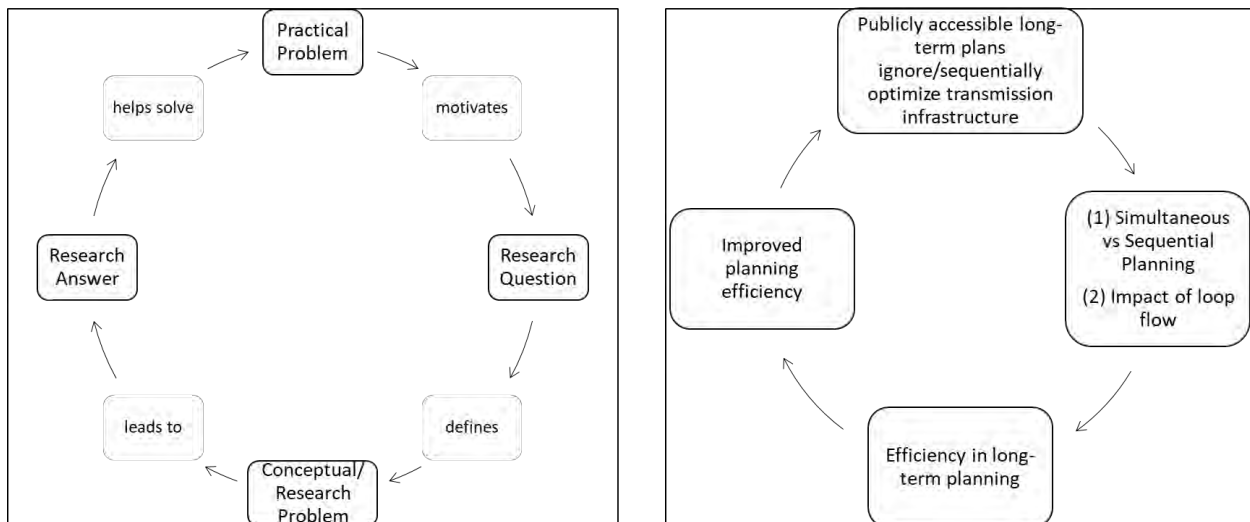 Practical
Problem
motivates
Research
Question
defines
Conceptual/
Research
Problem
leads to
Research
Answer
helps solve
Publicly accessible long-
term plans
ignore/sequentially
optimize transmission
infrastructure
(1) Simultaneous
vs Sequential
Planning
(2) Impact of loop
flow
Efficiency in long-
term planning
Improved
planning
efficiency